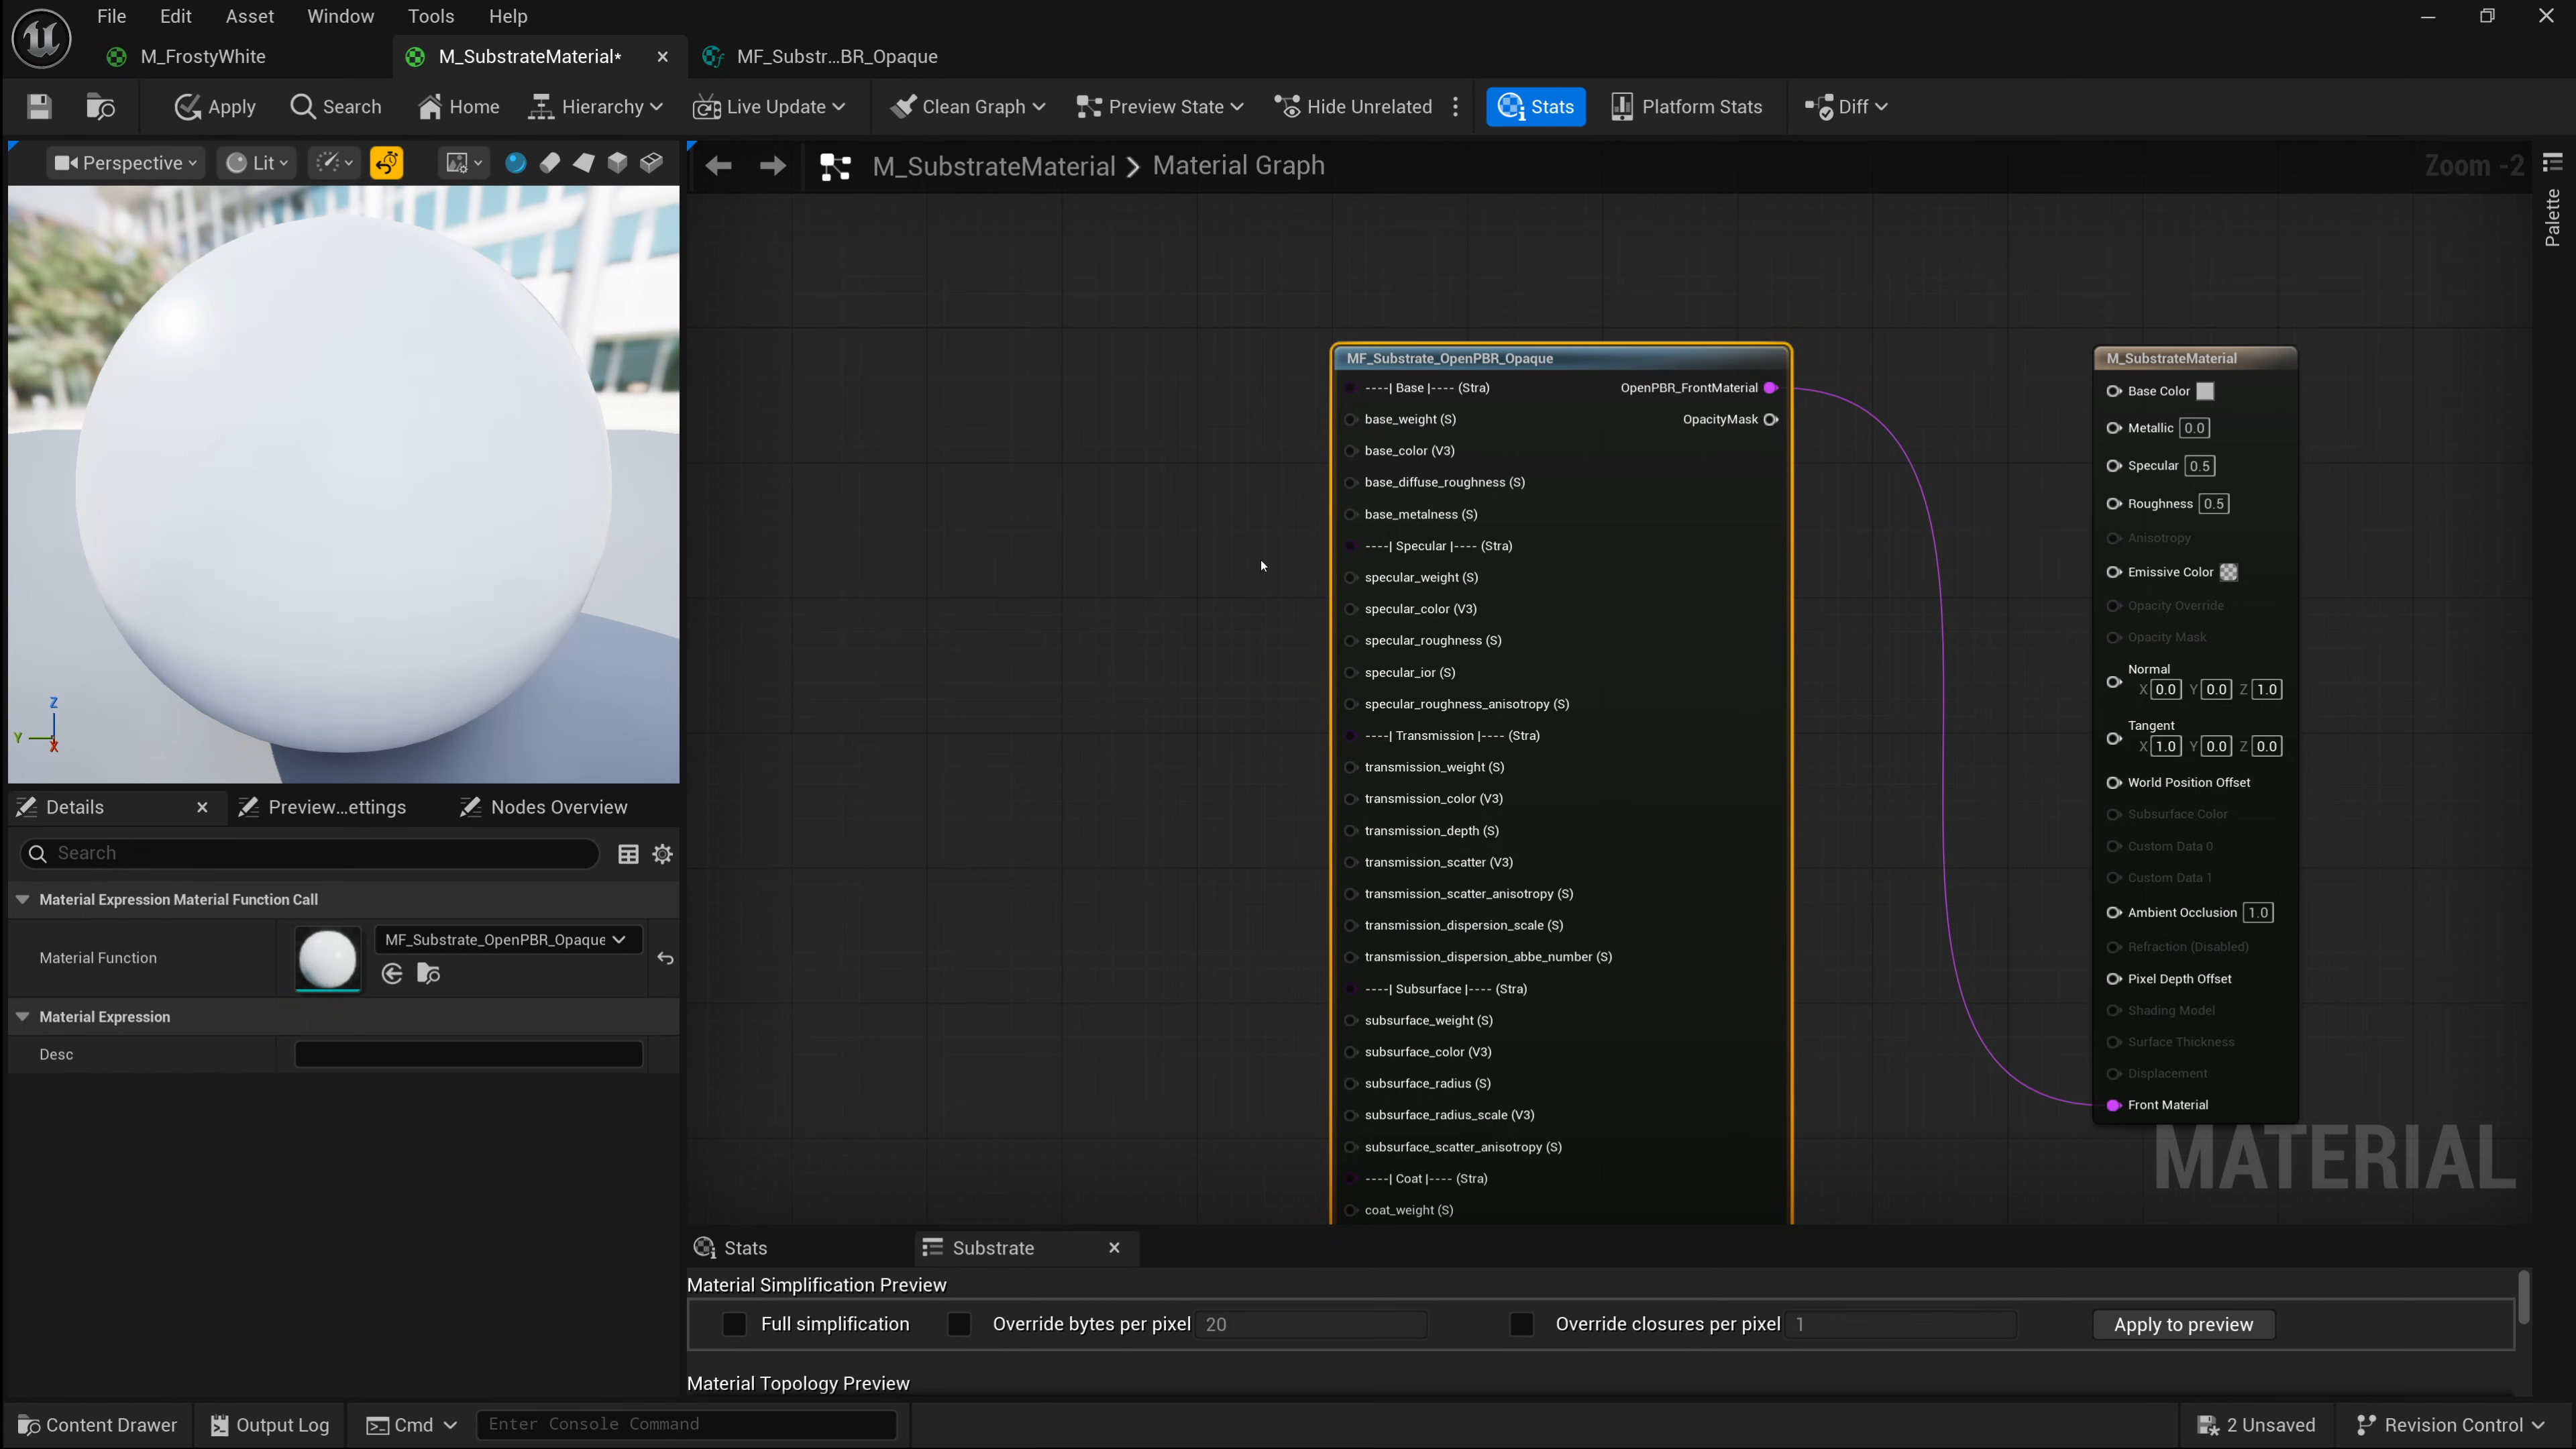 File Edit Asset Window Tools Help
M_FrostyWhite M_SubstrateMaterial* MF_Substr...BR_Opaque
Apply Search Home Hierarchy Live Update Clean Graph Preview State Hide Unrelated Stats Platform Stats Diff
Perspective Lit
M_SubstrateMaterial Material Graph
Zoom -2
Palette
Z
Y
X
MF_Substrate_OpenPBR_Opaque
----| Base |---- (Stra) OpenPBR_FrontMaterial
base_weight (S) OpacityMask
base_color (V3)
base_diffuse_roughness (S)
base_metalness (S)
----| Specular |---- (Stra)
specular_weight (S)
specular_color (V3)
specular_roughness (S)
specular_ior (S)
specular_roughness_anisotropy (S)
----| Transmission |---- (Stra)
transmission_weight (S)
transmission_color (V3)
transmission_depth (S)
transmission_scatter (V3)
transmission_scatter_anisotropy (S)
transmission_dispersion_scale (S)
transmission_dispersion_abbe_number (S)
----| Subsurface |---- (Stra)
subsurface_weight (S)
subsurface_color (V3)
subsurface_radius (S)
subsurface_radius_scale (V3)
subsurface_scatter_anisotropy (S)
----| Coat |---- (Stra)
coat_weight (S)
M_SubstrateMaterial
Base Color
Metallic 0.0
Specular 0.5
Roughness 0.5
Anisotropy
Emissive Color
Opacity Override
Opacity Mask
Normal
X 0.0 Y 0.0 Z 1.0
Tangent
X 1.0 Y 0.0 Z 0.0
World Position Offset
Subsurface Color
Custom Data 0
Custom Data 1
Ambient Occlusion 1.0
Refraction (Disabled)
Pixel Depth Offset
Shading Model
Surface Thickness
Displacement
Front Material
MATERIAL
Details Preview...ettings Nodes Overview
Search
Material Expression Material Function Call
Material Function MF_Substrate_OpenPBR_Opaque
Material Expression
Desc
Stats Substrate
Material Simplification Preview
Full simplification Override bytes per pixel 20 Override closures per pixel 1 Apply to preview
Material Topology Preview
Content Drawer Output Log Cmd Enter Console Command 2 Unsaved Revision Control